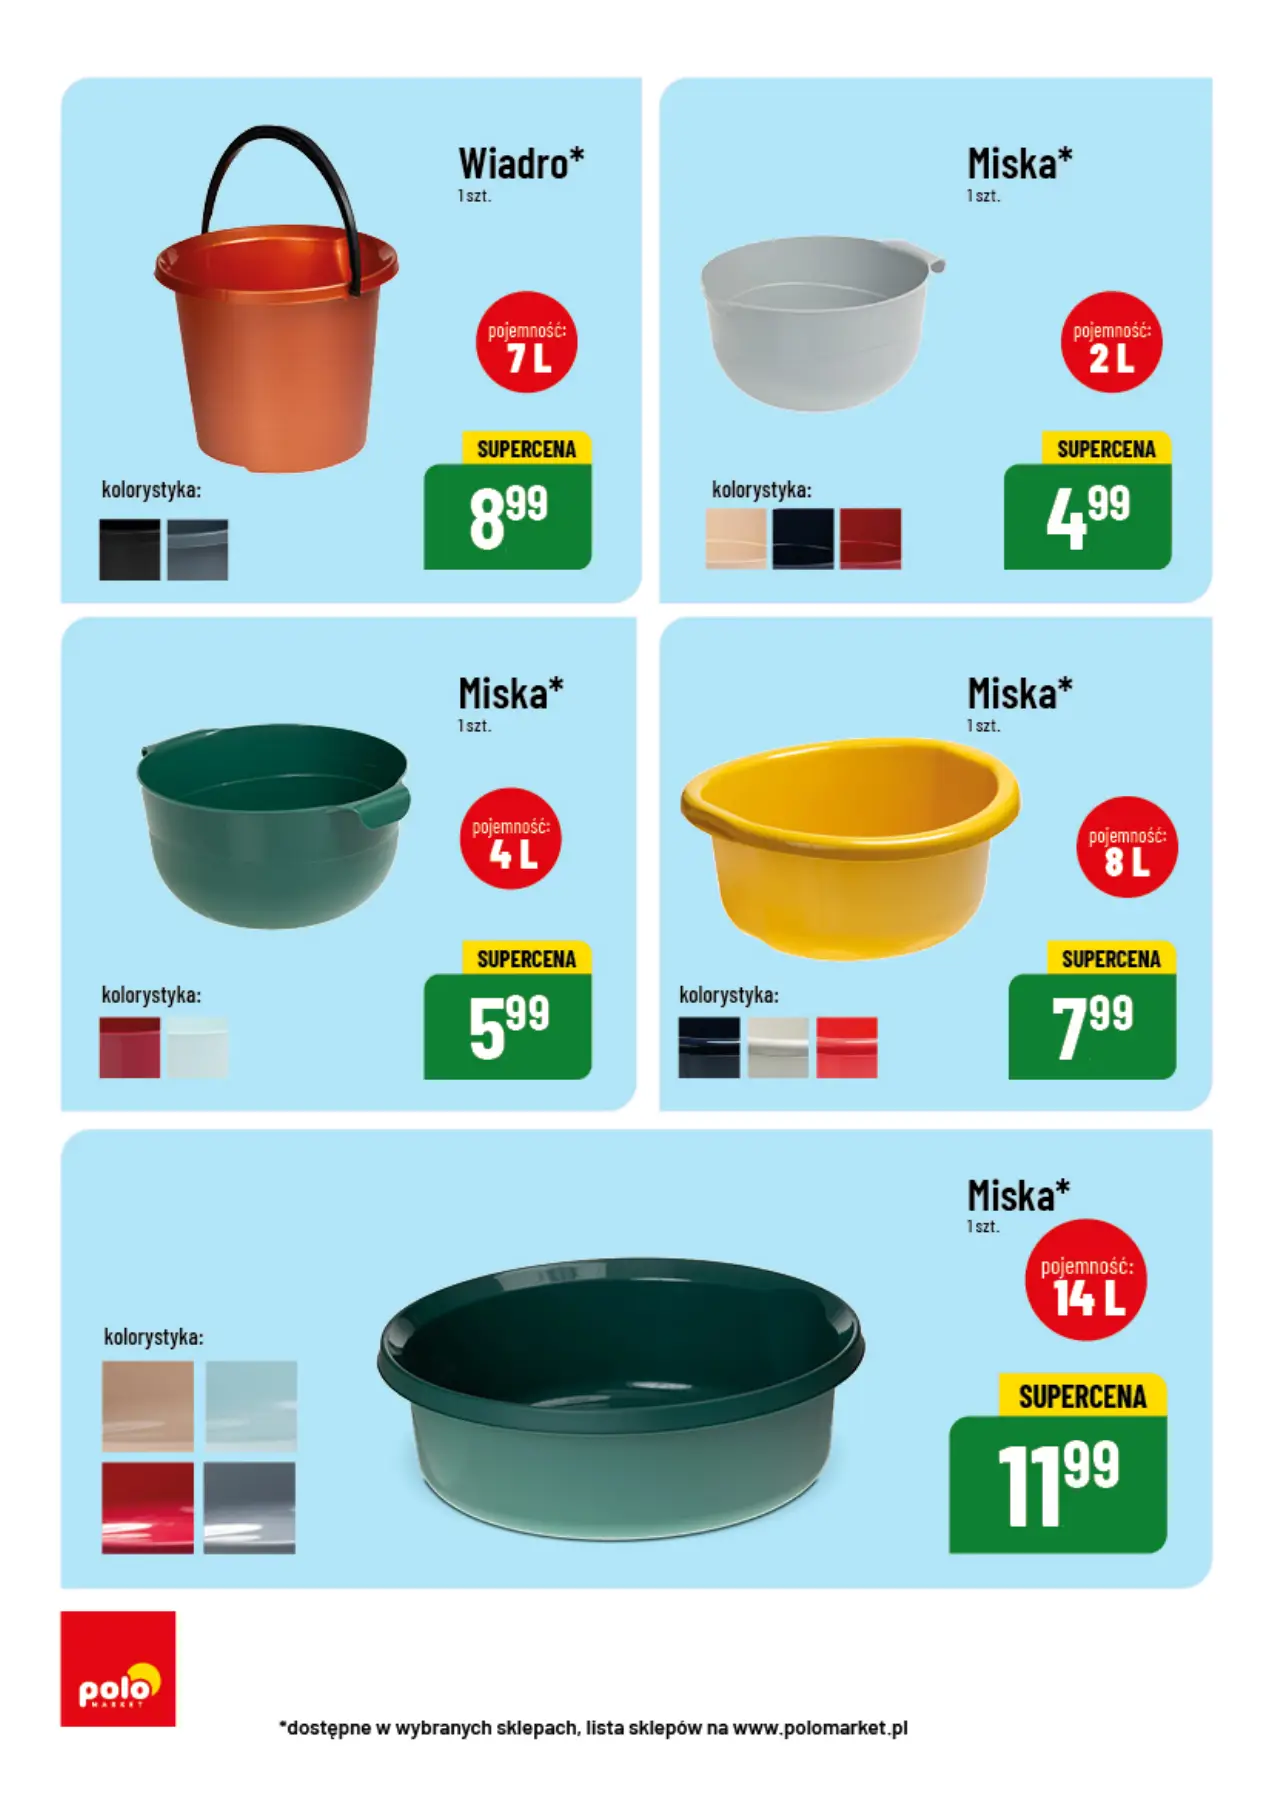 Wiadro*
1 szt.
pojemność:
7 L
SUPERCENA
8 99
kolorystyka:
Miska*
1 szt.
pojemność:
2 L
SUPERCENA
4 99
kolorystyka:
Miska*
1 szt.
pojemność:
4 L
SUPERCENA
5 99
kolorystyka:
Miska*
1 szt.
pojemność:
8 L
SUPERCENA
7 99
kolorystyka:
Miska*
1 szt.
pojemność:
14 L
kolorystyka:
SUPERCENA
11 99
polo
MARKET
*dostępne w wybranych sklepach, lista sklepów na www.polomarket.pl